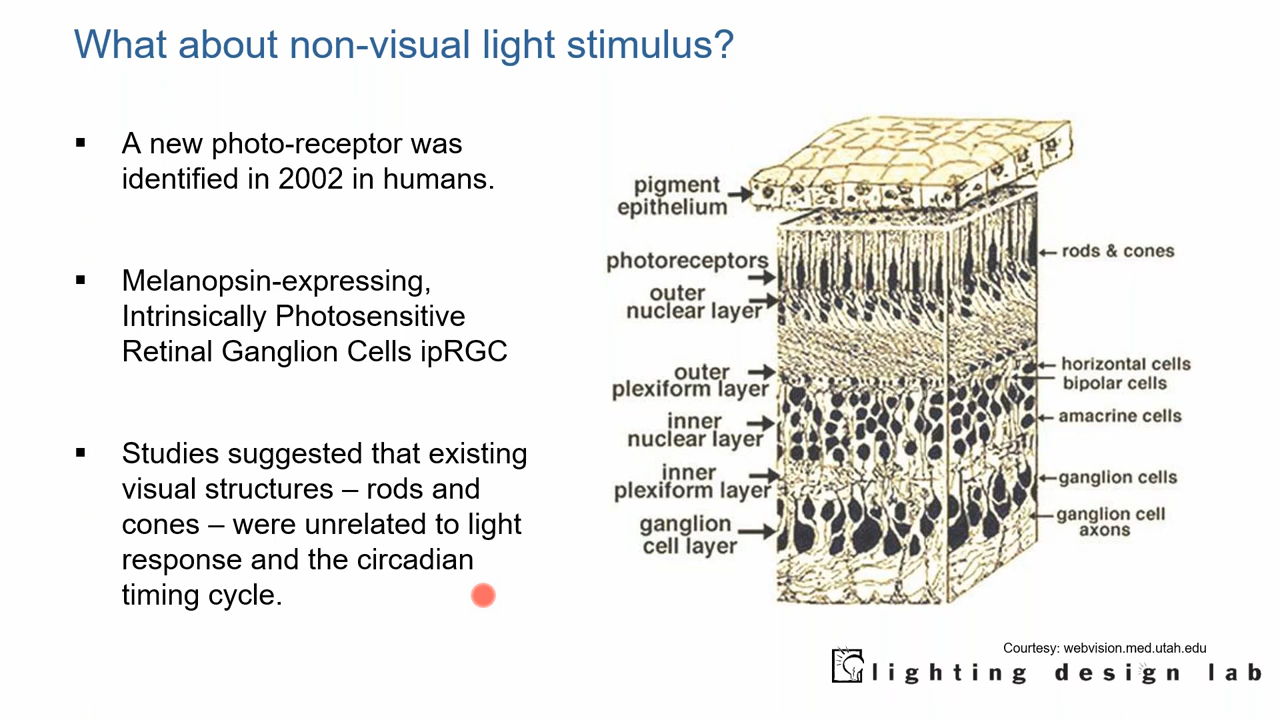 What about non-visual light stimulus?
▪ A new photo-receptor was
identified in 2002 in humans.
▪ Melanopsin-expressing,
Intrinsically Photosensitive
Retinal Ganglion Cells ipRGC
▪ Studies suggested that existing
visual structures – rods and
cones – were unrelated to light
response and the circadian
timing cycle.
pigment
epithelium
photoreceptors
outer
nuclear layer
outer
plexiform layer
inner
nuclear layer
inner
plexiform layer
ganglion
cell layer
rods & cones
horizontal cells
bipolar cells
amacrine cells
ganglion cells
ganglion cell
axons
Courtesy: webvision.med.utah.edu
lighting design lab